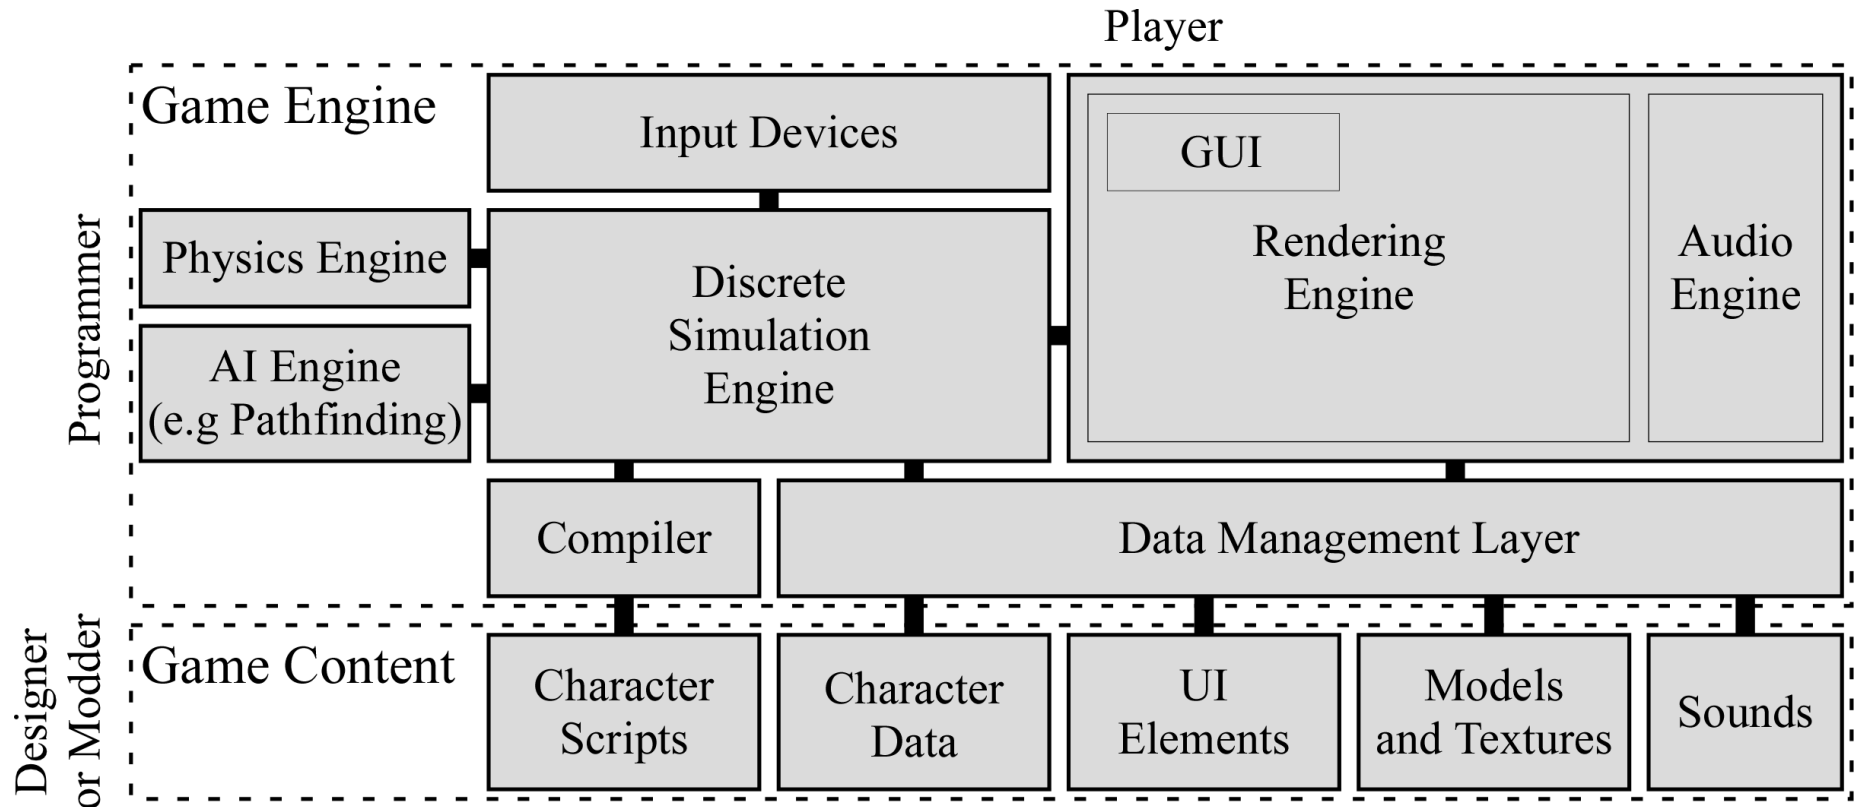 Player
Game Engine
Input Devices
GUI
Rendering
Engine
Audio
Engine
Programmer
Physics Engine
Discrete
Simulation
Engine
AI Engine
(e.g Pathfinding)
Compiler
Data Management Layer
Designer
or Modder
Game Content
Character
Scripts
Character
Data
UI
Elements
Models
and Textures
Sounds